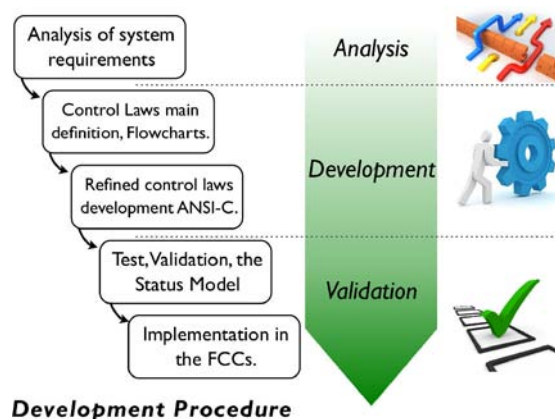 Analysis of system
requirements
Analysis
Control Laws main
definition, Flowcharts.
Development
Refined control laws
development ANSI-C.
Test, Validation, the
Status Model
Validation
Implementation in
the FCCs.
Development Procedure